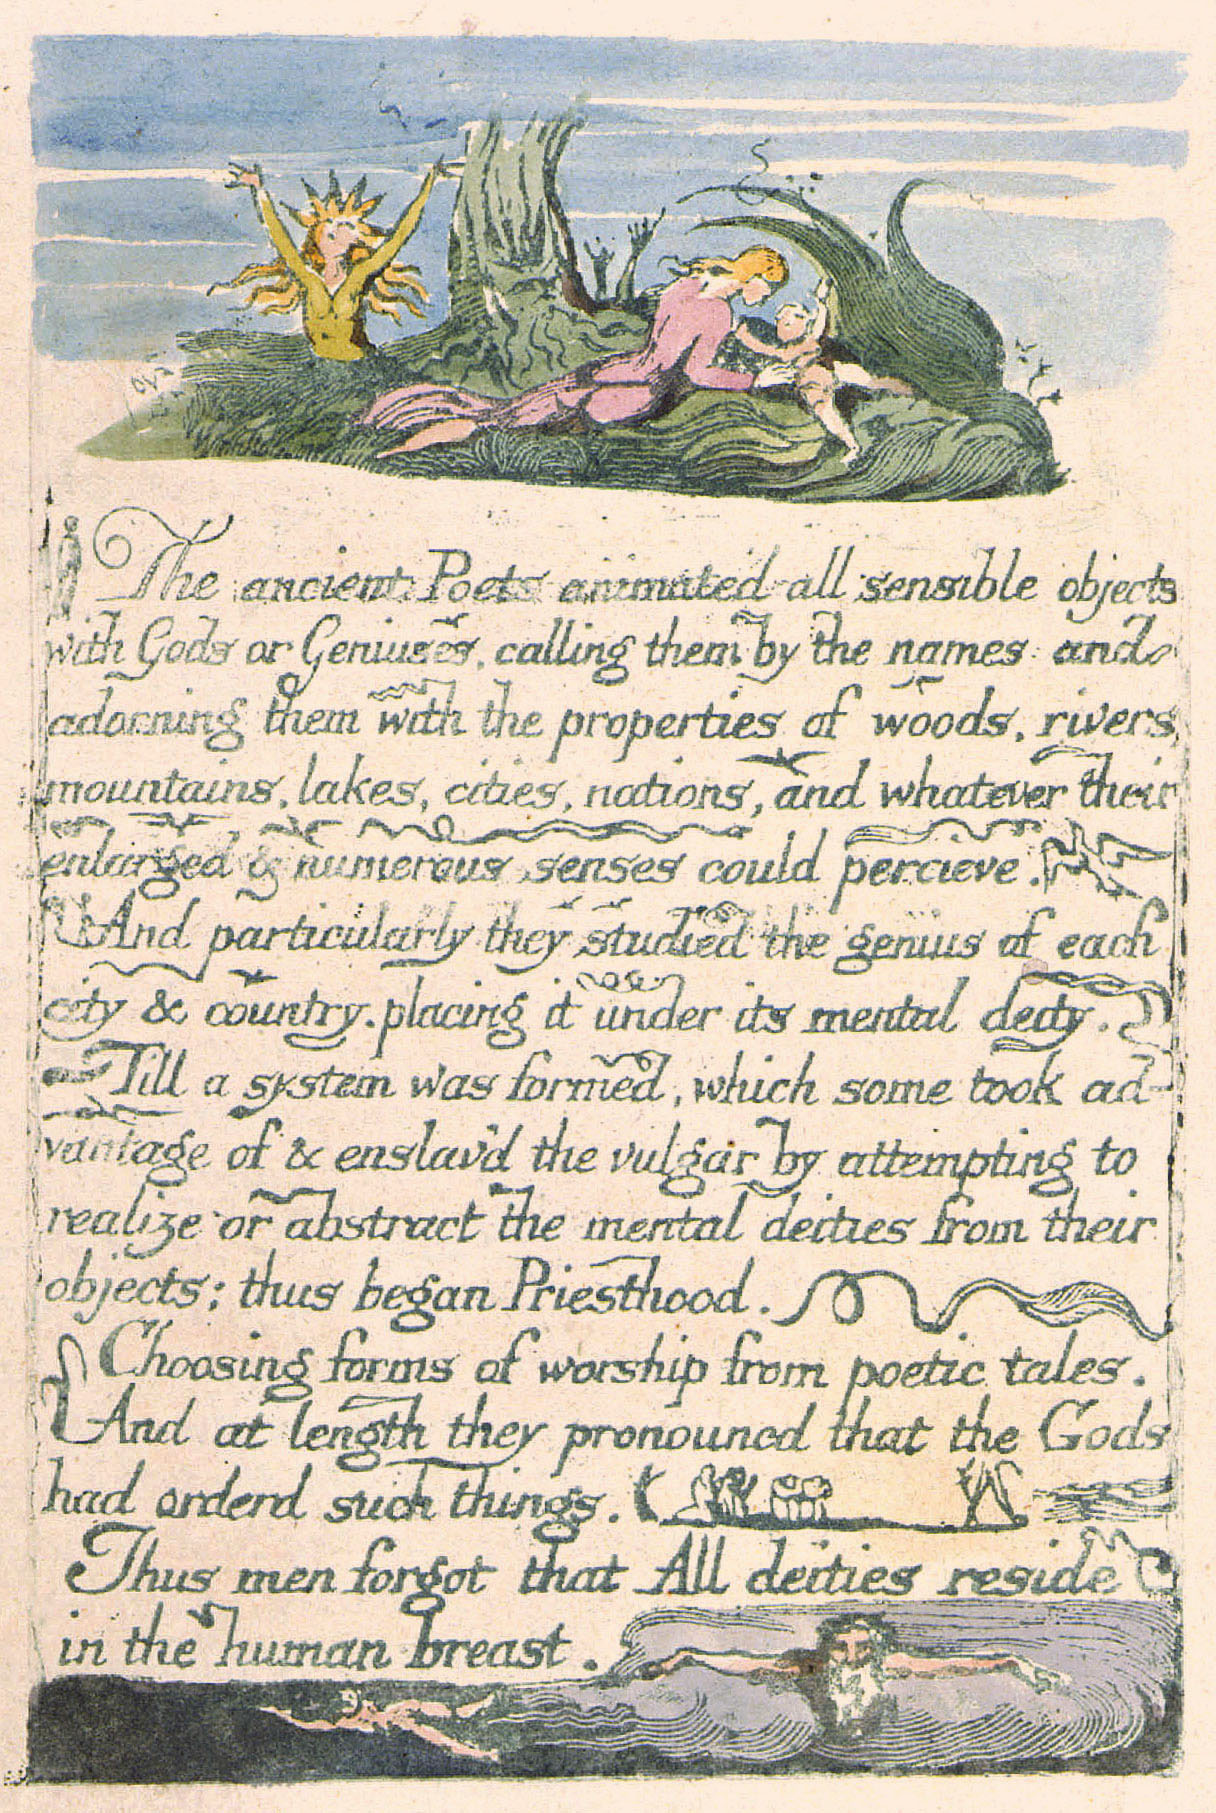 The ancient Poets animated all sensible objects
with Gods or Geniuses, calling them by the names and
adorning them with the properties of woods, rivers,
mountains, lakes, cities, nations, and whatever their
enlarged & numerous senses could percieve.
And particularly they studied the genius of each
city & country. placing it under its mental deity.
Till a system was formed, which some took ad-
vantage of & enslav'd the vulgar by attempting to
realize or abstract the mental deities from their
objects; thus began Priesthood.
Choosing forms of worship from poetic tales.
And at length they pronouncd that the Gods
had orderd such things.
Thus men forgot that All deities reside
in the human breast.